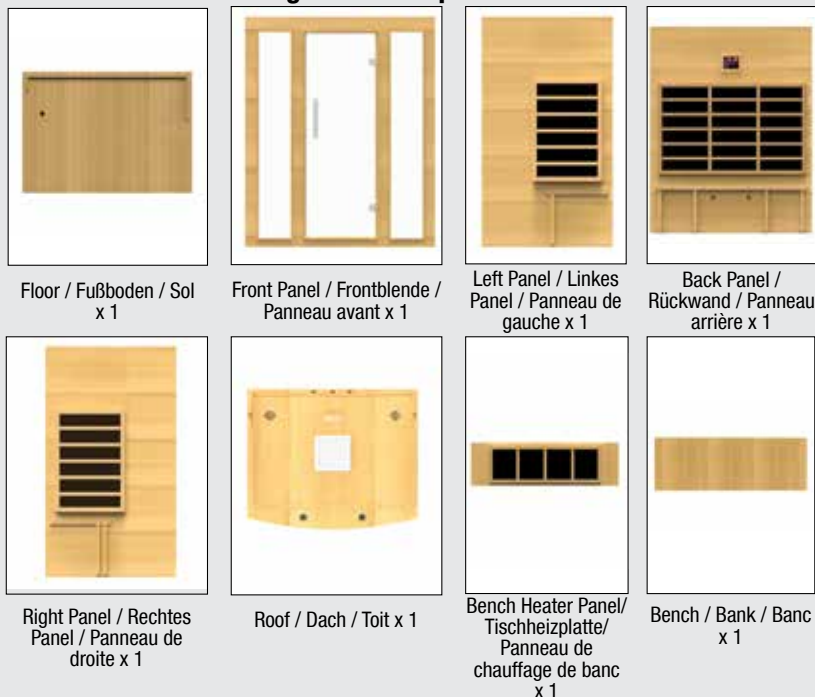 Floor / Fußboden / Sol
x 1
Front Panel / Frontblende /
Panneau avant x 1
Left Panel / Linkes
Panel / Panneau de
gauche x 1
Back Panel /
Rückwand / Panneau
arrière x 1
Right Panel / Rechtes
Panel / Panneau de
droite x 1
Roof / Dach / Toit x 1
Bench Heater Panel/
Tischheizplatte/
Panneau de
chauffage de banc
x 1
Bench / Bank / Banc
x 1